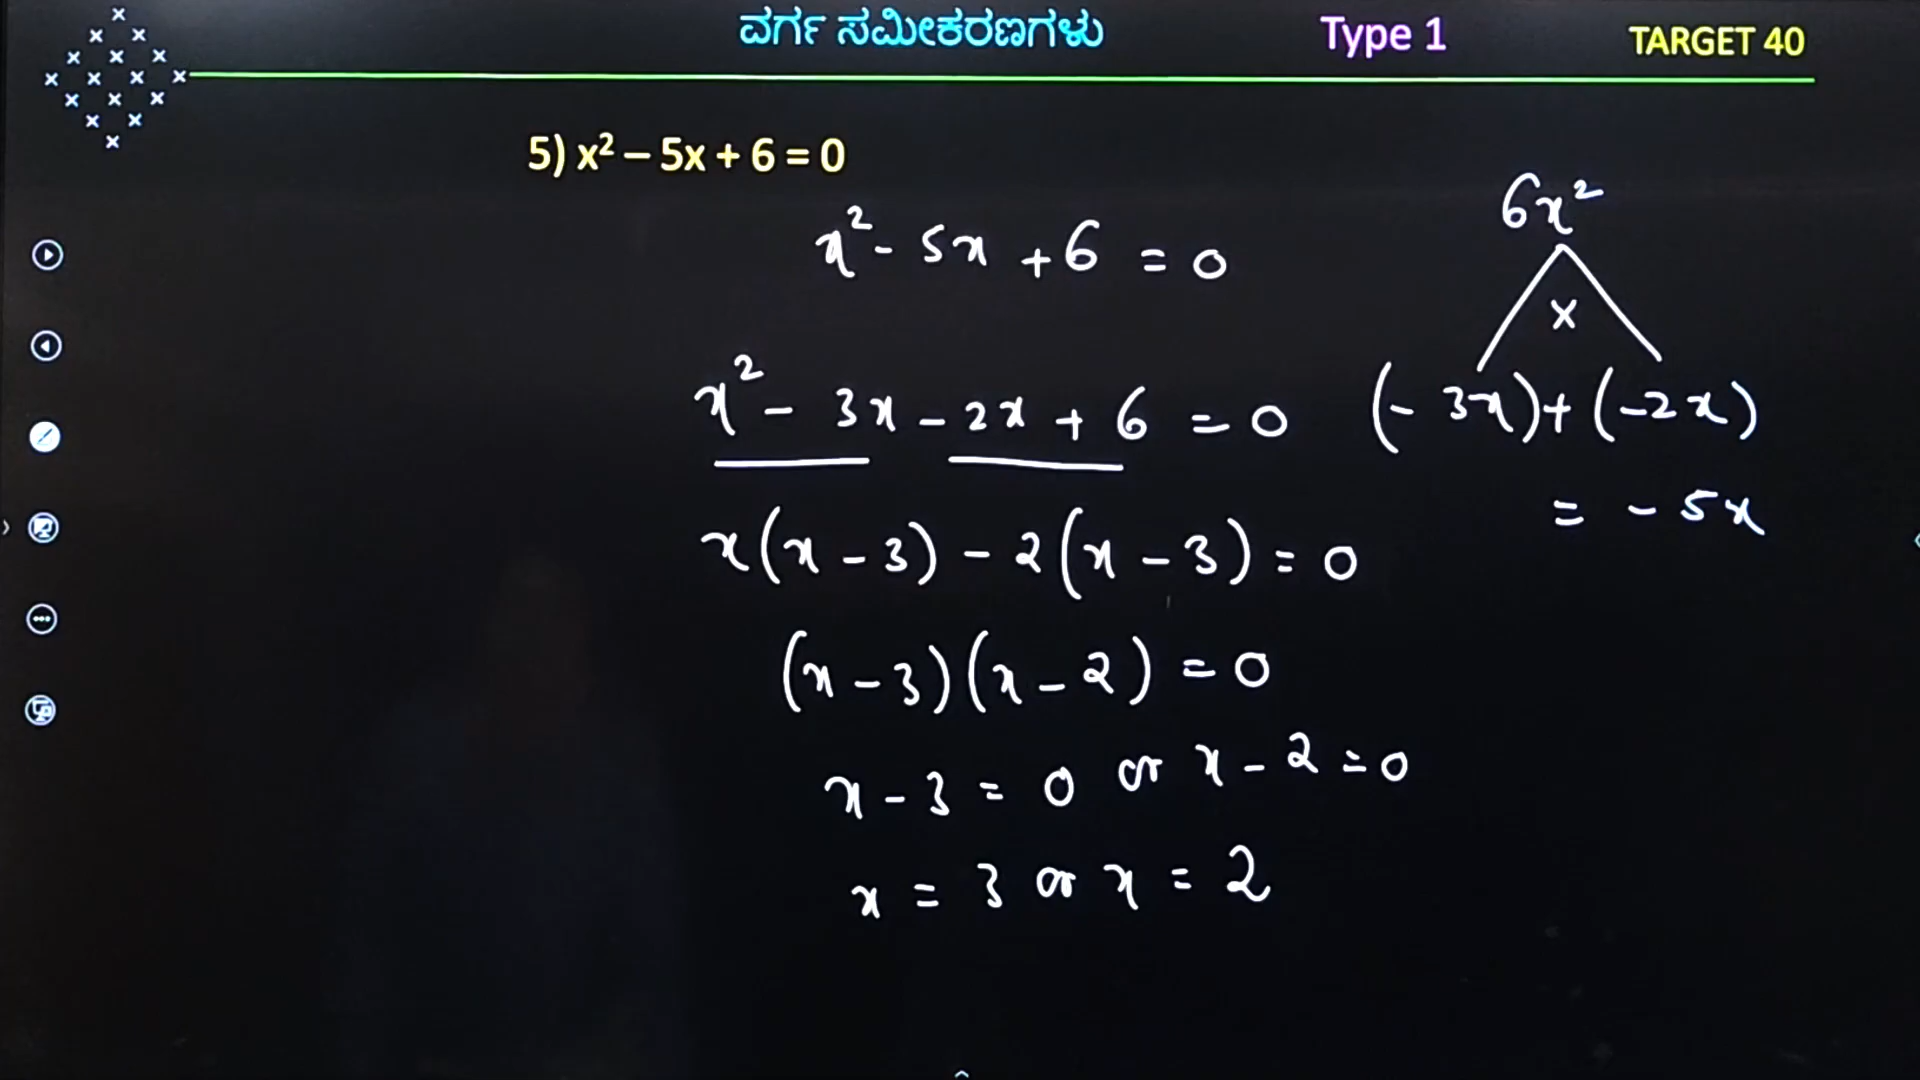 ವರ್ಗ ಸಮೀಕರಣಗಳು Type 1 TARGET 40
5) x² – 5x + 6 = 0
x² - 5x + 6 = 0
x² - 3x - 2x + 6 = 0
x(x - 3) - 2(x - 3) = 0
(x - 3)(x - 2) = 0
x - 3 = 0 or x - 2 = 0
x = 3 or x = 2
6x²
×
(- 3x) + (-2x)
= - 5x